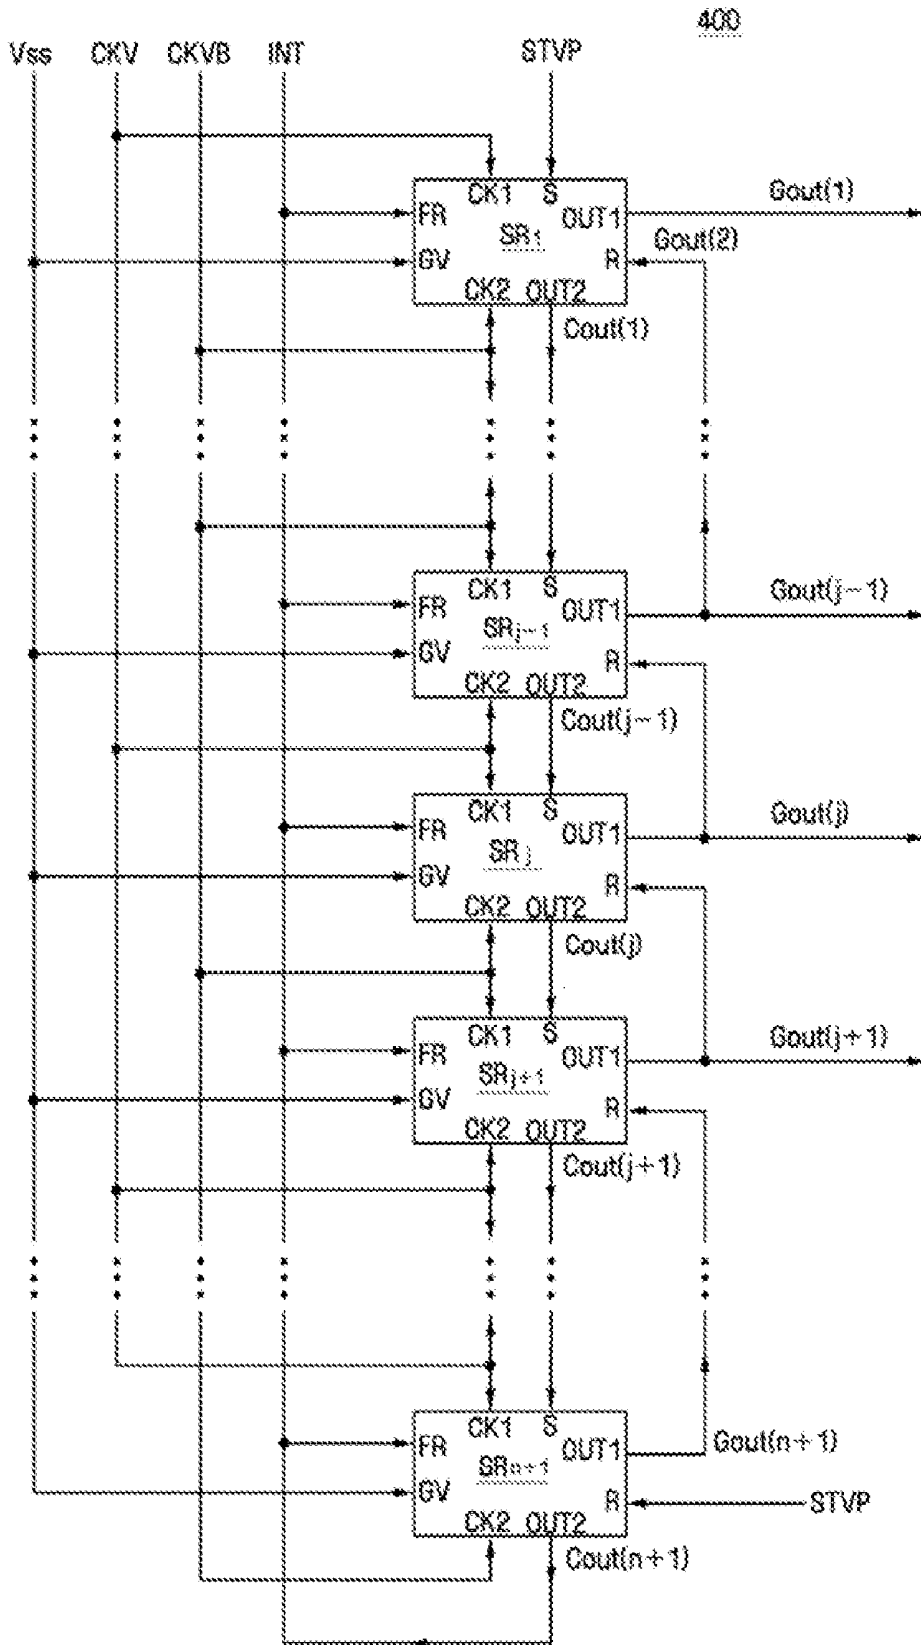 400
Vss CKV CKVB INT STVP
CK1 S
FR OUT1 Gout(1)
SR1 Gout(2)
GV R
CK2 OUT2
Cout(1)
CK1 S
FR OUT1 Gout(j-1)
SRj-1
GV R
CK2 OUT2
Cout(j-1)
CK1 S
FR OUT1 Gout(j)
SRj
GV R
CK2 OUT2
Cout(j)
CK1 S
FR OUT1 Gout(j+1)
SRj+1
GV R
CK2 OUT2
Cout(j+1)
CK1 S
FR OUT1 Gout(n+1)
SRn+1
GV R STVP
CK2 OUT2
Cout(n+1)